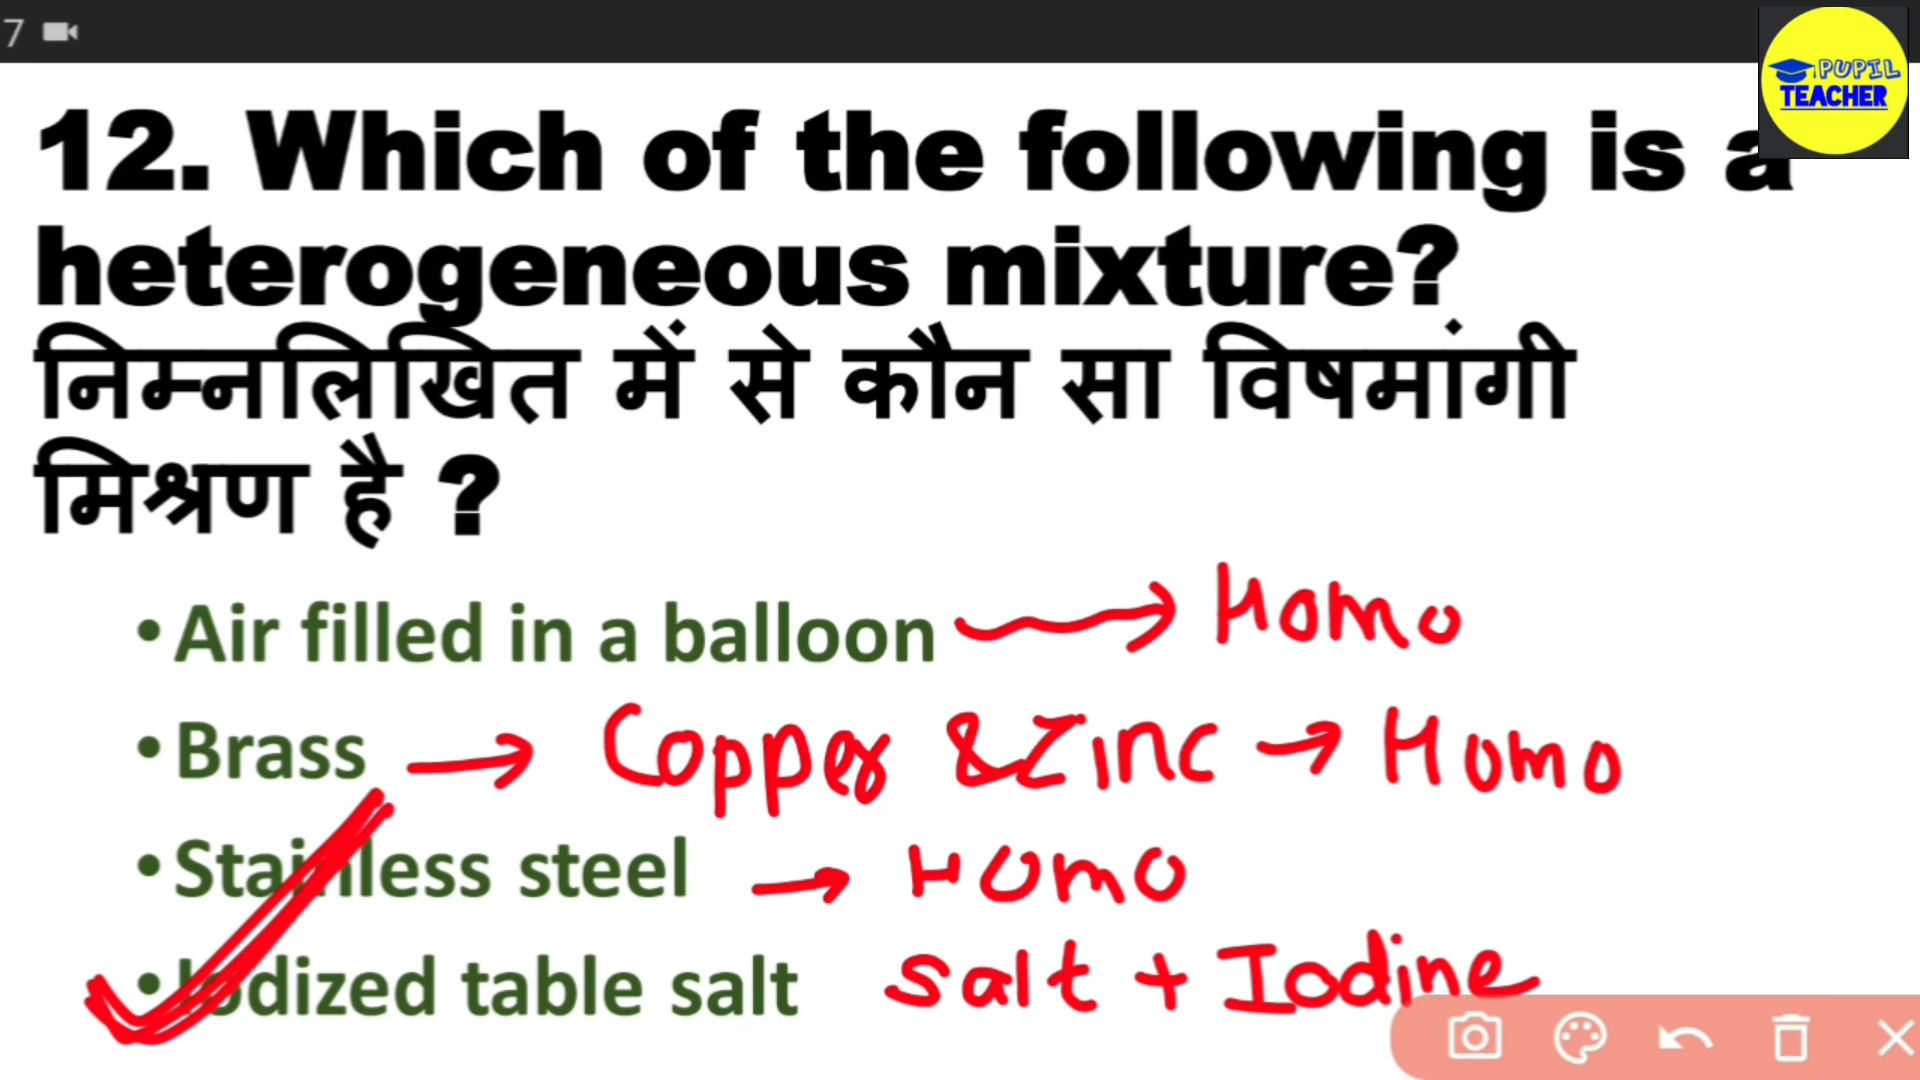 7
PUPIL
TEACHER
12. Which of the following is a
heterogeneous mixture?
निम्नलिखित में से कौन सा विषमांगी
मिश्रण है ?
•Air filled in a balloon → Homo
•Brass → Copper & Zinc → Homo
•Stainless steel → Homo
•Iodized table salt salt + Iodine